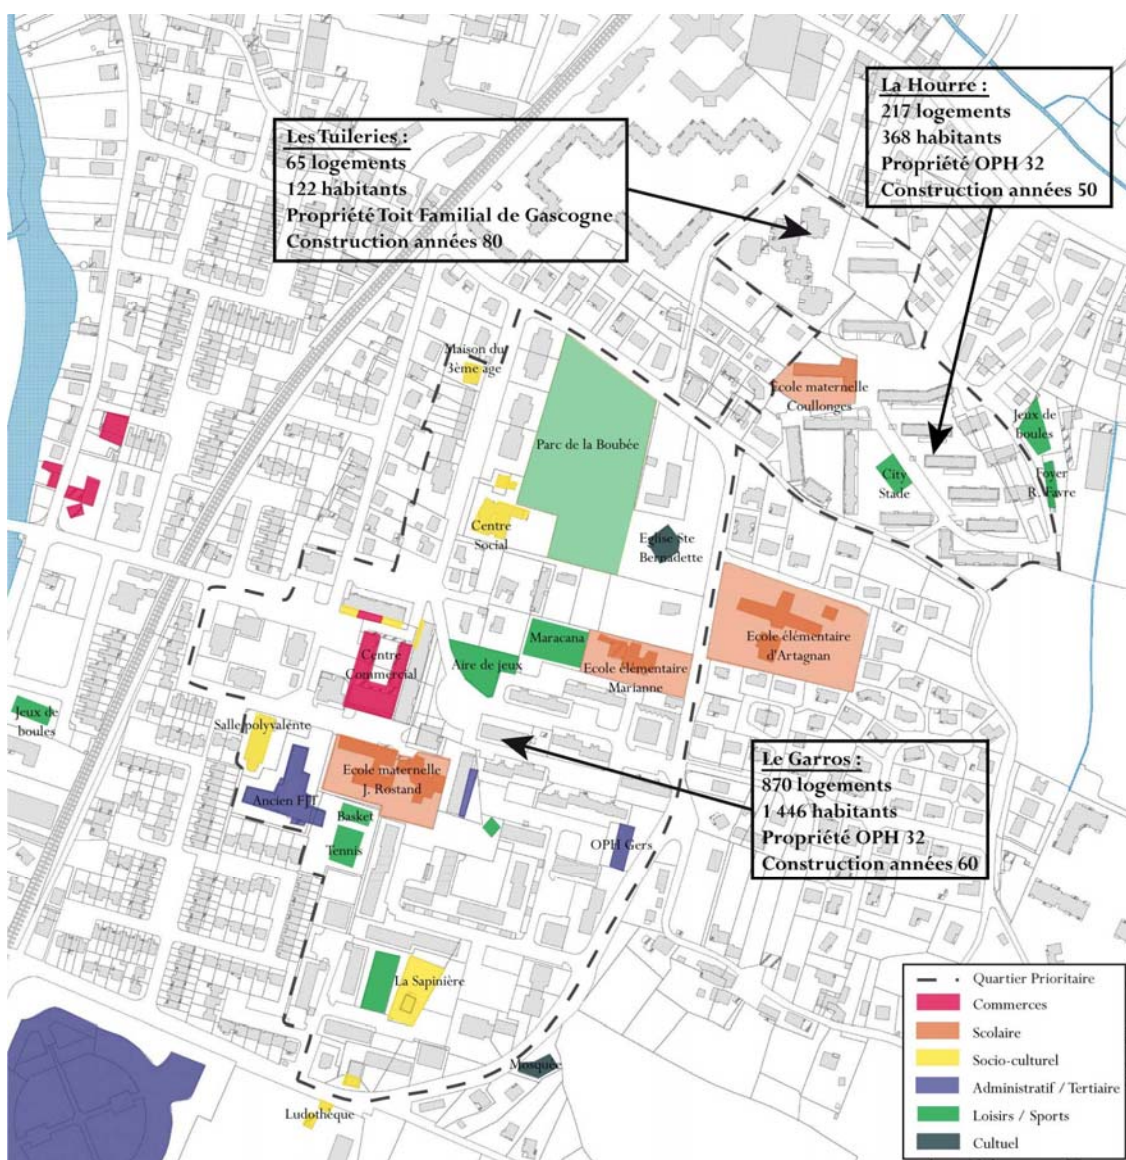 La Hourre :
217 logements
368 habitants
Propriété OPH 32
Construction années 50
Les Tuileries :
65 logements
122 habitants
Propriété Toit Familial de Gascogne
Construction années 80
Maison du
3ème age
Ecole maternelle
Coullonges
Jeux de
boules
Parc de la Boubée
City
Stade
Foyer
R. Favre
Centre
Social
Eglise Ste
Bernadette
Maracana
Ecole élémentaire
d'Artagnan
Centre
Commercial
Aire de jeux
Ecole élémentaire
Marianne
Jeux de
boules
Salle polyvalente
Ecole maternelle
J. Rostand
Le Garros :
870 logements
1 446 habitants
Propriété OPH 32
Construction années 60
Ancien FJT
Basket
Tennis
OPH Gers
La Sapinière
Mosquée
Ludothèque
Quartier Prioritaire
Commerces
Scolaire
Socio-culturel
Administratif / Tertiaire
Loisirs / Sports
Cultuel